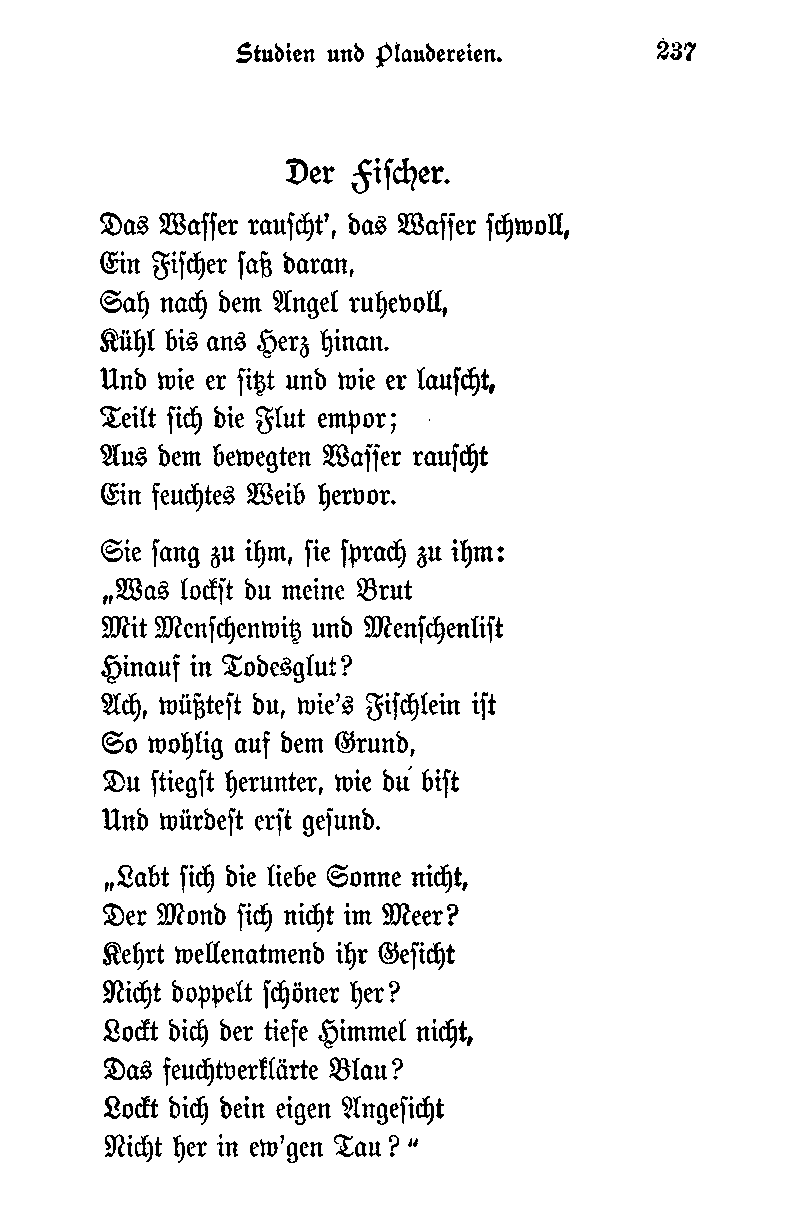 Studien und Plaudereien. 237
Der Fischer.
Das Wasser rauscht', das Wasser schwoll,
Ein Fischer saß daran,
Sah nach dem Angel ruhevoll,
Kühl bis ans Herz hinan.
Und wie er sitzt und wie er lauscht,
Teilt sich die Flut empor;
Aus dem bewegten Wasser rauscht
Ein feuchtes Weib hervor.
Sie sang zu ihm, sie sprach zu ihm:
„Was lockst du meine Brut
Mit Menschenwitz und Menschenlist
Hinauf in Todesglut?
Ach, wüßtest du, wie's Fischlein ist
So wohlig auf dem Grund,
Du stiegst herunter, wie du bist
Und würdest erst gesund.
„Labt sich die liebe Sonne nicht,
Der Mond sich nicht im Meer?
Kehrt wellenatmend ihr Gesicht
Nicht doppelt schöner her?
Lockt dich der tiefe Himmel nicht,
Das feuchtverklärte Blau?
Lockt dich dein eigen Angesicht
Nicht her in ew'gen Tau?“